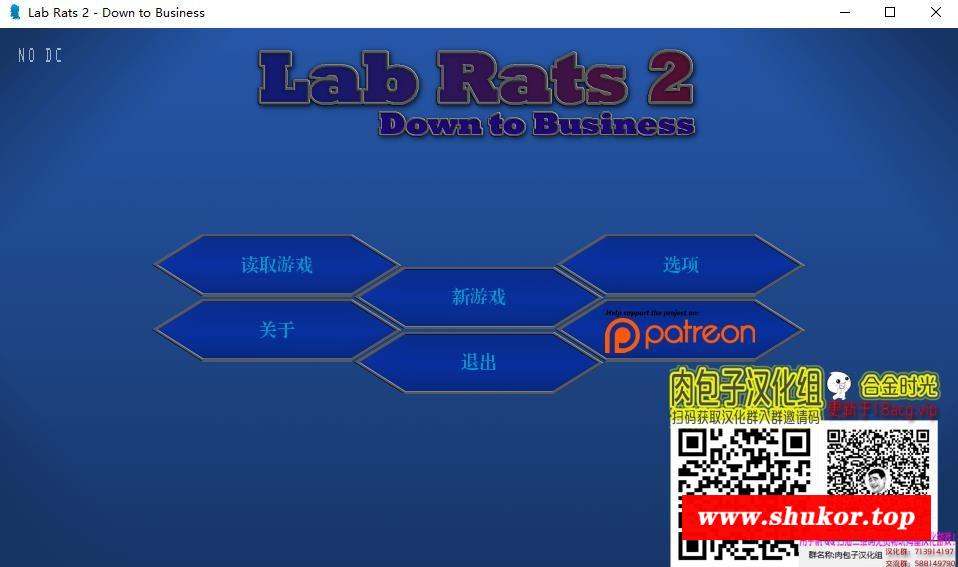 Lab Rats 2 - Down to Business
NO DC
Lab Rats 2
Down to Business
读取游戏
选项
新游戏
关于
Help support the project on:
patreon
退出
肉包子汉化组
合金时光
更新于18acg.vip
扫码获取汉化群入群邀请码
www.shukor.top
群名称:肉包子汉化组
汉化群: 713914197
交流群: 588149790